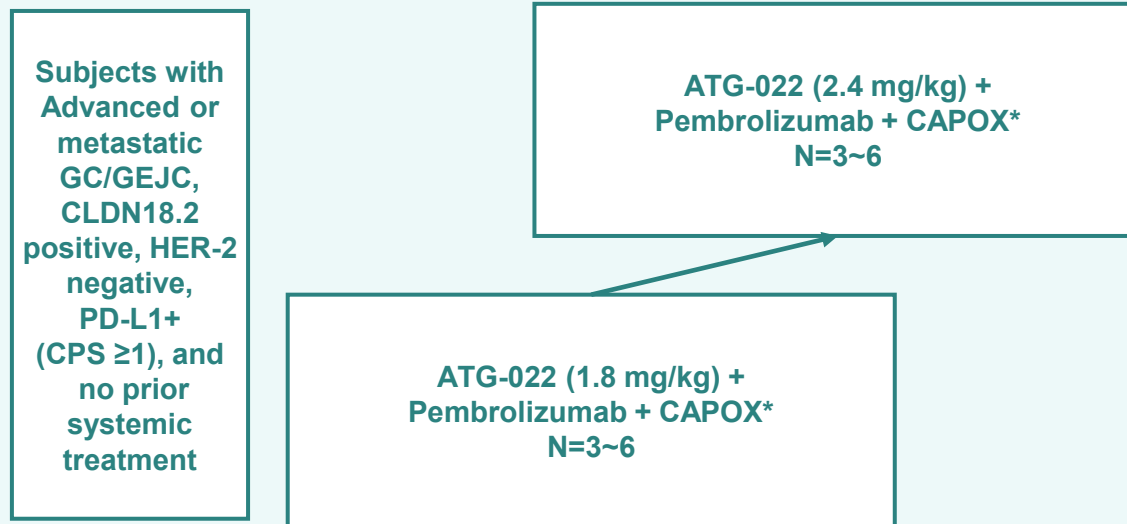 Subjects with
Advanced or
metastatic
GC/GEJC,
CLDN18.2
positive, HER-2
negative,
PD-L1+
(CPS ≥1), and
no prior
systemic
treatment
ATG-022 (2.4 mg/kg) +
Pembrolizumab + CAPOX*
N=3~6
ATG-022 (1.8 mg/kg) +
Pembrolizumab + CAPOX*
N=3~6